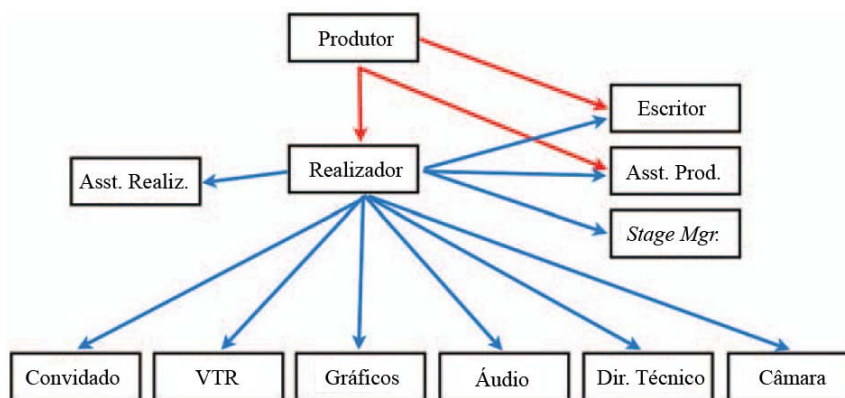 Produtor
Escritor
Realizador
Asst. Realiz.
Asst. Prod.
Stage Mgr.
Convidado
VTR
Gráficos
Áudio
Dir. Técnico
Câmara